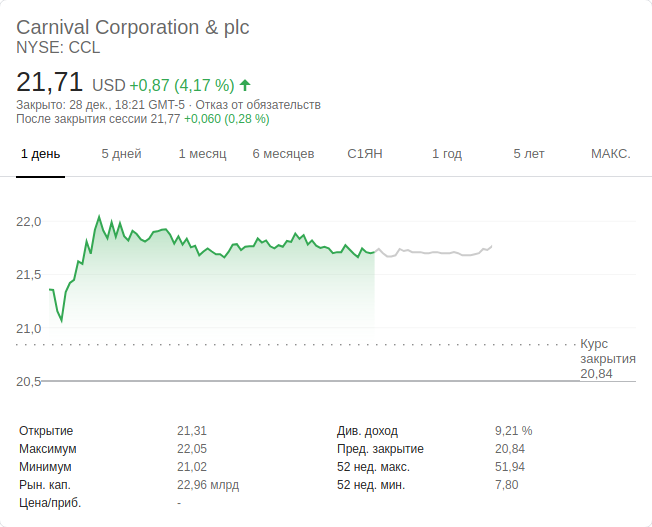 Carnival Corporation & plc
NYSE: CCL
21,71 USD +0,87 (4,17 %)
Закрыто: 28 дек., 18:21 GMT-5 · Отказ от обязательств
После закрытия сессии 21,77 +0,060 (0,28 %)
1 день 5 дней 1 месяц 6 месяцев С1ЯН 1 год 5 лет МАКС.
22,0
21,5
21,0
Курс
закрытия
20,84
20,5
Открытие 21,31 Див. доход 9,21 %
Максимум 22,05 Пред. закрытие 20,84
Минимум 21,02 52 нед. макс. 51,94
Рын. кап. 22,96 млрд 52 нед. мин. 7,80
Цена/приб. -